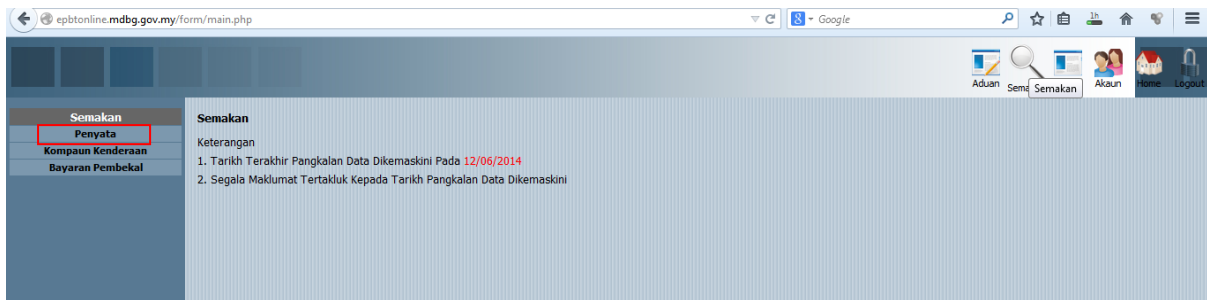 epbtonline.mdbg.gov.my/form/main.php
8 Google
1h
Aduan
Sema
Semakan
Akaun
Home
Logout
Semakan
Penyata
Kompaun Kenderaan
Bayaran Pembekal
Semakan
Keterangan
1. Tarikh Terakhir Pangkalan Data Dikemaskini Pada 12/06/2014
2. Segala Maklumat Tertakluk Kepada Tarikh Pangkalan Data Dikemaskini